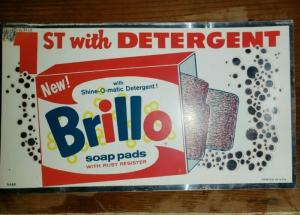 1ST with DETERGENT
New!
with
Shine-O-matic Detergent!
Brillo
soap pads
WITH RUST RESISTER